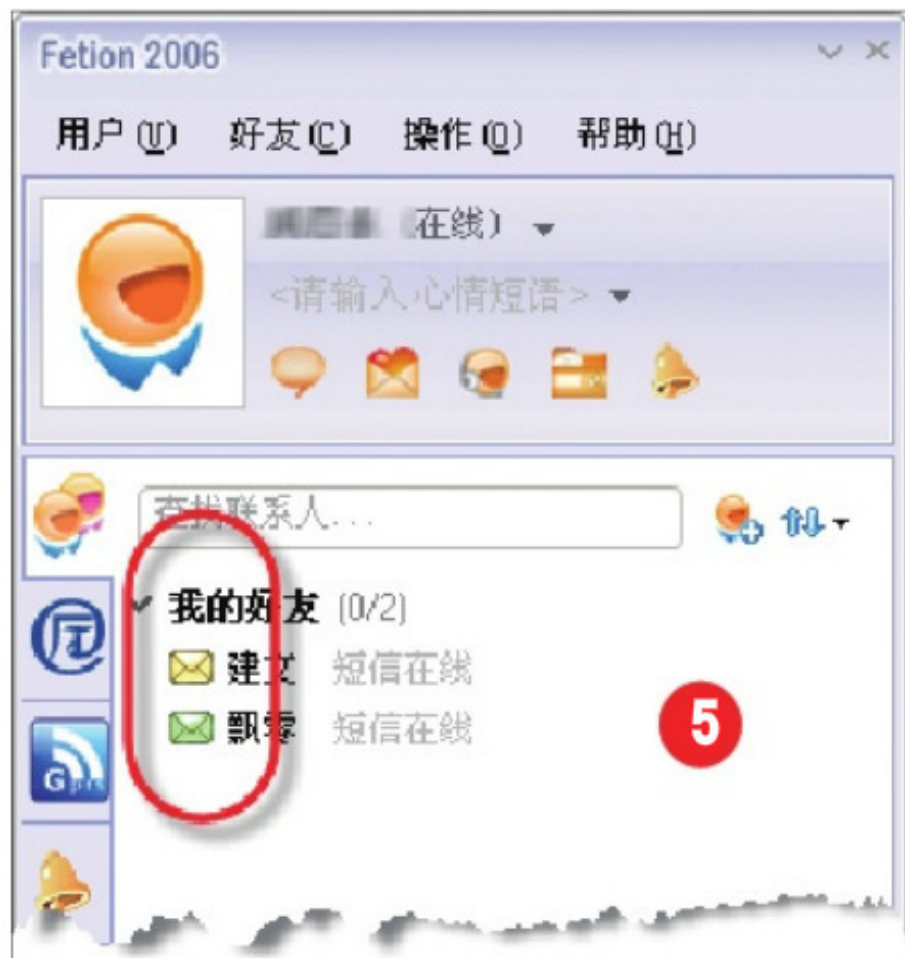 Fetion 2006
用户(U) 好友(C) 操作(O) 帮助(H)
(在线)
<请输入心情短语>
查找联系人...
我的好友 (0/2)
建文 短信在线
飘零 短信在线
5
Gprs